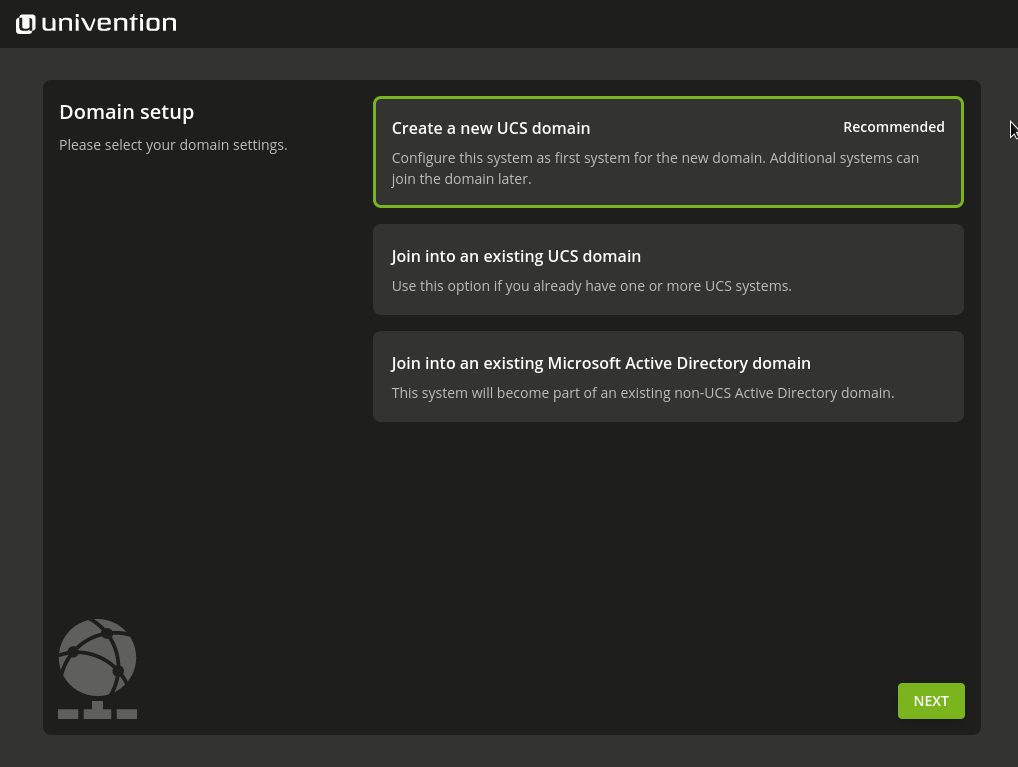 univention
Domain setup
Please select your domain settings.
Create a new UCS domain
Recommended
Configure this system as first system for the new domain. Additional systems can
join the domain later.
Join into an existing UCS domain
Use this option if you already have one or more UCS systems.
Join into an existing Microsoft Active Directory domain
This system will become part of an existing non-UCS Active Directory domain.
NEXT